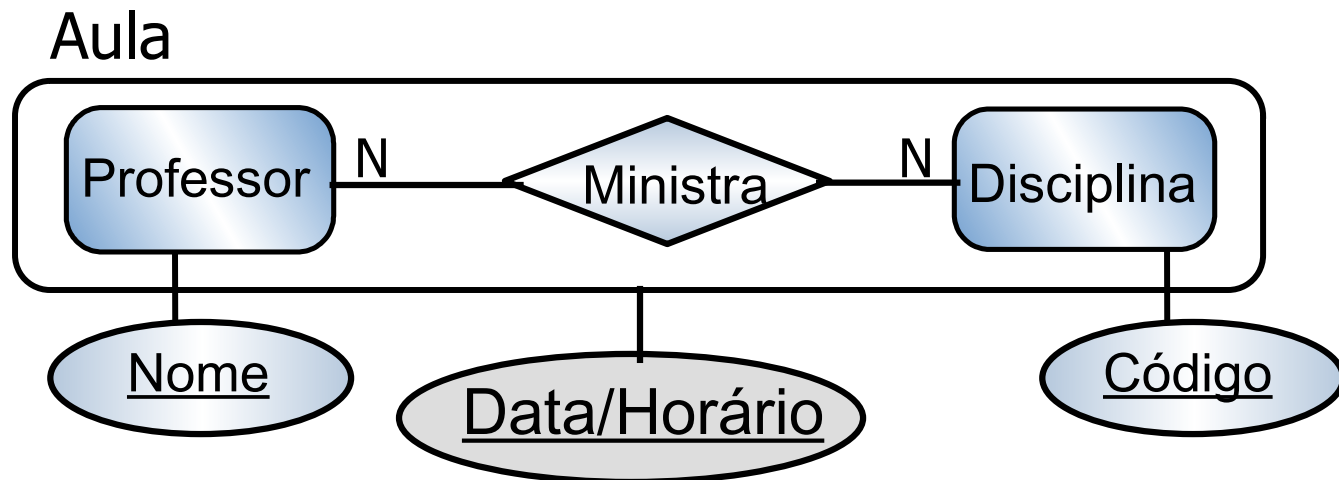 Aula
Professor
N
Ministra
N
Disciplina
Nome
Data/Horário
Código